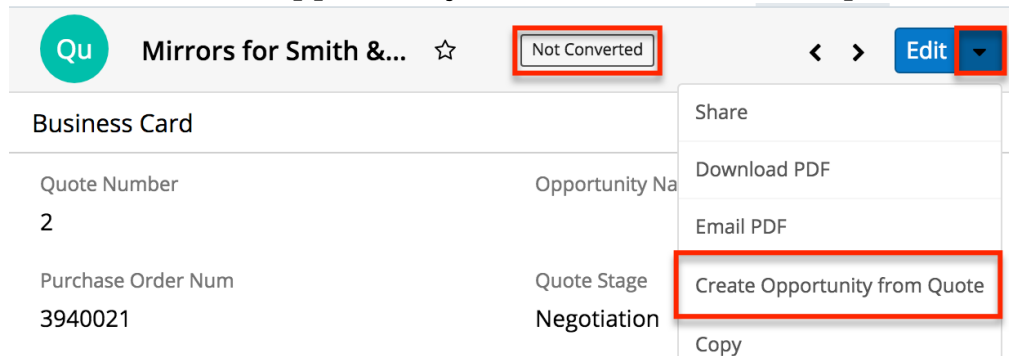 Qu Mirrors for Smith &... Not Converted Edit
Business Card
Share
Download PDF
Email PDF
Create Opportunity from Quote
Copy
Quote Number
2
Opportunity Na
Purchase Order Num
3940021
Quote Stage
Negotiation